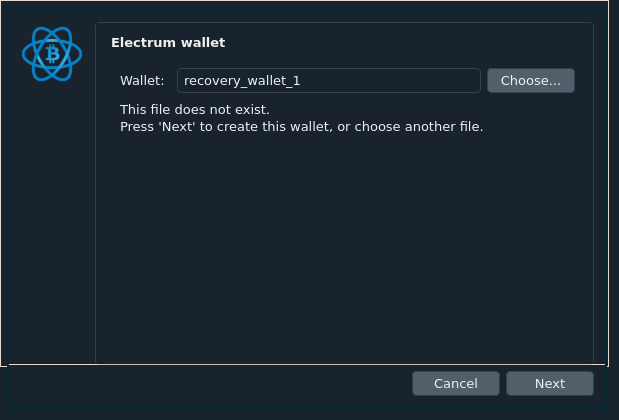 Electrum wallet
Wallet: recovery_wallet_1 Choose...
This file does not exist.
Press 'Next' to create this wallet, or choose another file.
Cancel Next